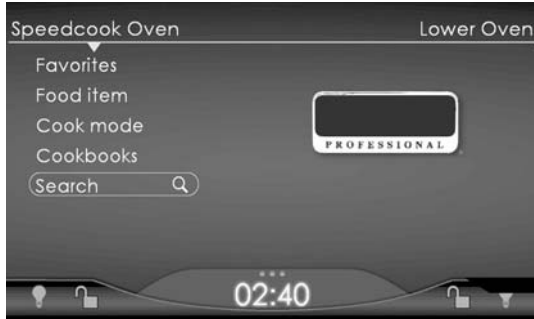 Speedcook Oven
Lower Oven
Favorites
Food item
Cook mode
Cookbooks
Search
PROFESSIONAL
02:40